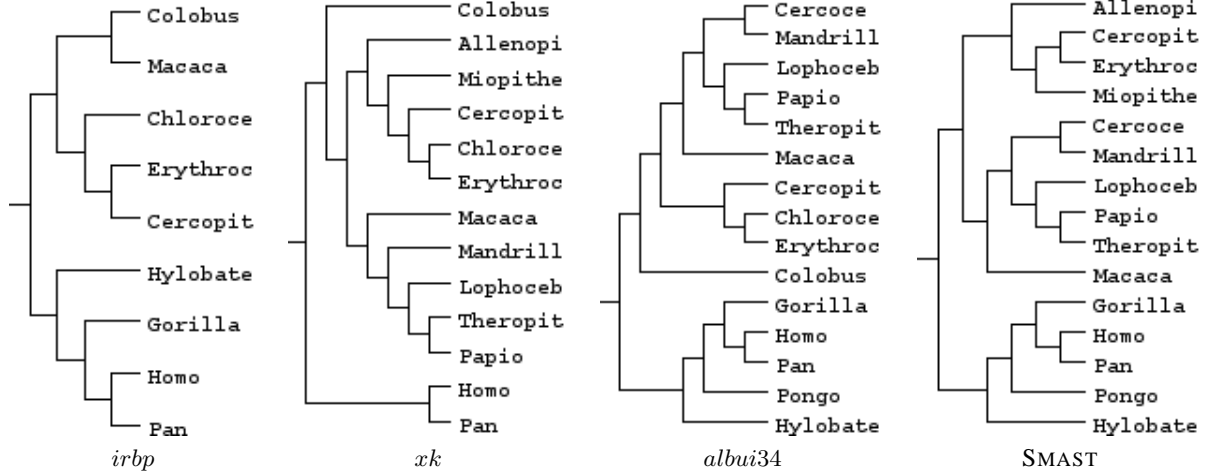 Colobus
Macaca
Chloroce
Erythroc
Cercopit
Hylobate
Gorilla
Homo
Pan
irbp
Colobus
Allenopi
Miopithe
Cercopit
Chloroce
Erythroc
Macaca
Mandrill
Lophoceb
Theropit
Papio
Homo
Pan
xk
Cercoce
Mandrill
Lophoceb
Papio
Theropit
Macaca
Cercopit
Chloroce
Erythroc
Colobus
Gorilla
Homo
Pan
Pongo
Hylobate
albui34
Allenopi
Cercopit
Erythroc
Miopithe
Cercoce
Mandrill
Lophoceb
Papio
Theropit
Macaca
Gorilla
Homo
Pan
Pongo
Hylobate
SMAST